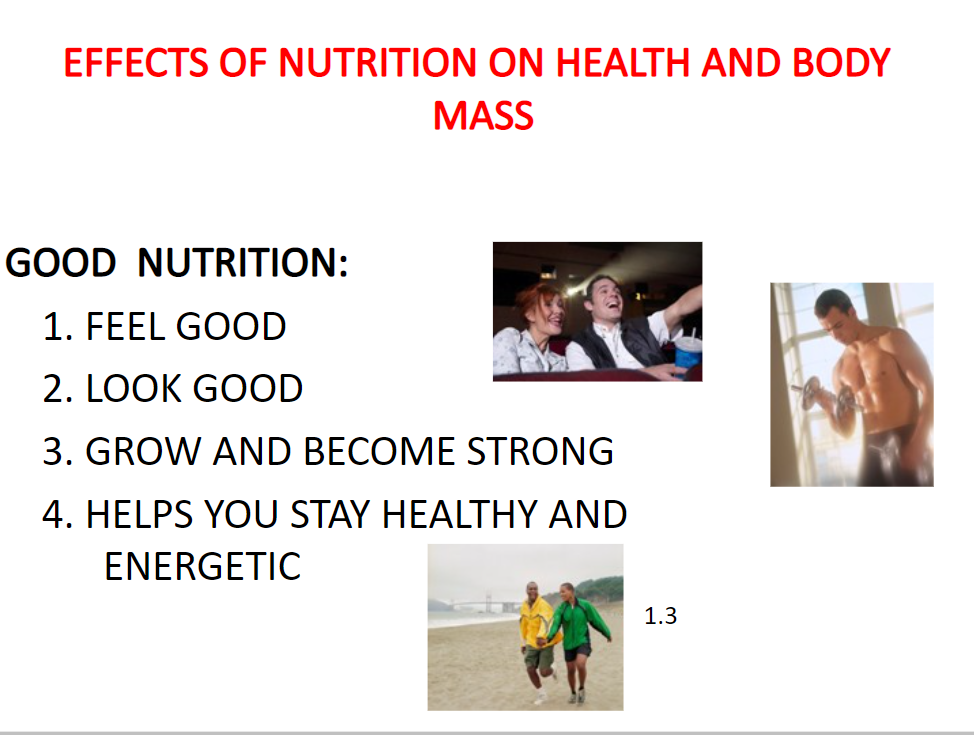 EFFECTS OF NUTRITION ON HEALTH AND BODY
MASS
GOOD NUTRITION:
1. FEEL GOOD
2. LOOK GOOD
3. GROW AND BECOME STRONG
4. HELPS YOU STAY HEALTHY AND
ENERGETIC
1.3